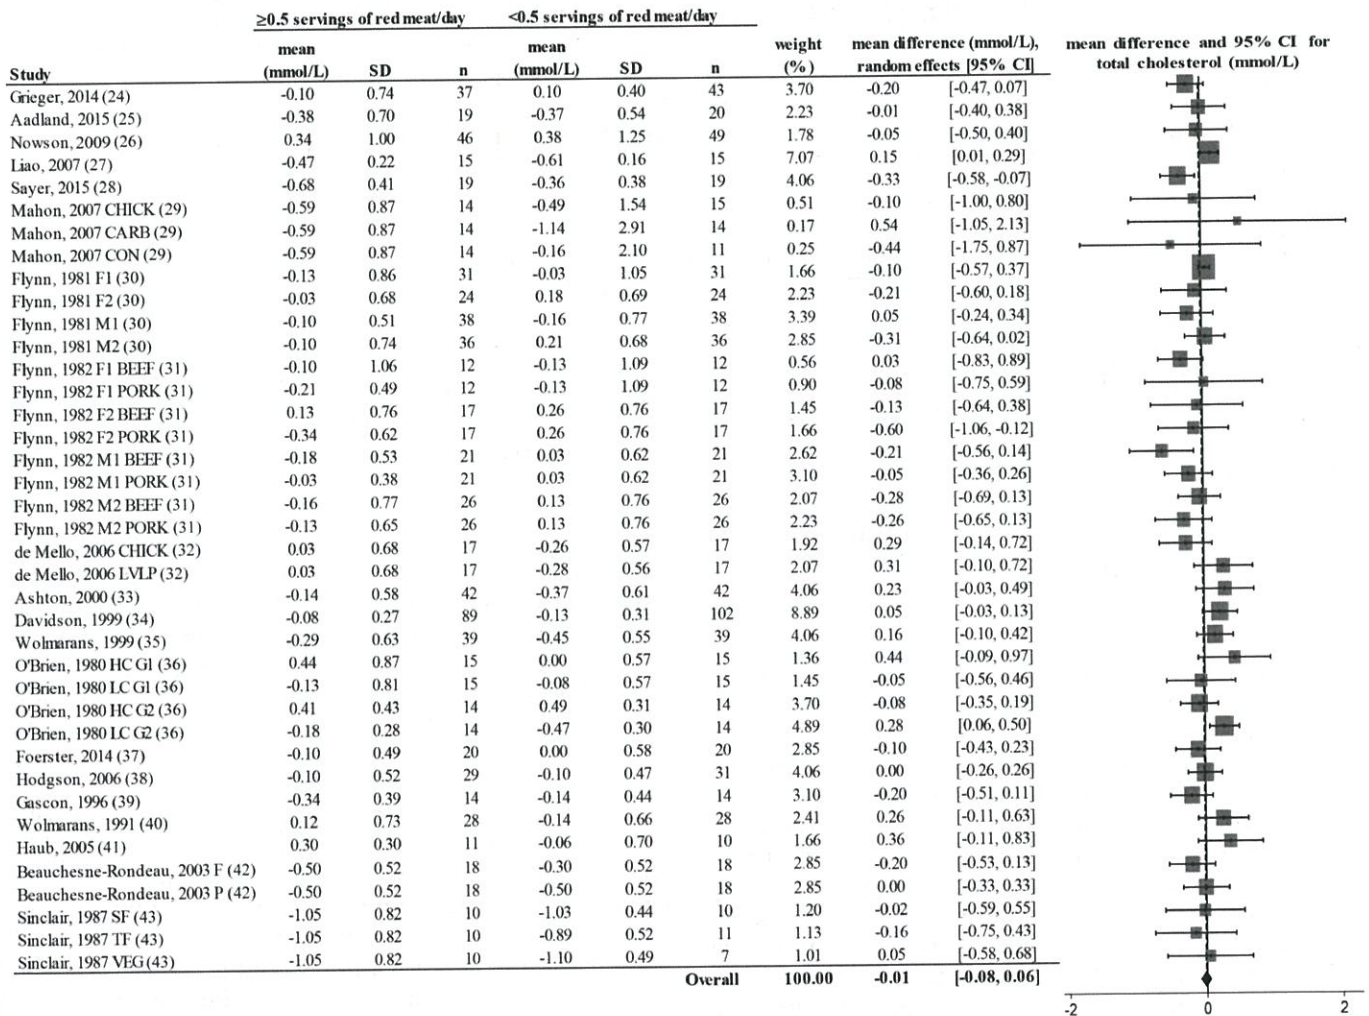 ≥0.5 servings of red meat/day <0.5 servings of red meat/day
mean mean weight mean difference (mmol/L), mean difference and 95% CI for
Study (mmol/L) SD n (mmol/L) SD n (%) random effects [95% CI] total cholesterol (mmol/L)
Grieger, 2014 (24) -0.10 0.74 37 0.10 0.40 43 3.70 -0.20 [-0.47, 0.07]
Aadland, 2015 (25) -0.38 0.70 19 -0.37 0.54 20 2.23 -0.01 [-0.40, 0.38]
Nowson, 2009 (26) 0.34 1.00 46 0.38 1.25 49 1.78 -0.05 [-0.50, 0.40]
Liao, 2007 (27) -0.47 0.22 15 -0.61 0.16 15 7.07 0.15 [0.01, 0.29]
Sayer, 2015 (28) -0.68 0.41 19 -0.36 0.38 19 4.06 -0.33 [-0.58, -0.07]
Mahon, 2007 CHICK (29) -0.59 0.87 14 -0.49 1.54 15 0.51 -0.10 [-1.00, 0.80]
Mahon, 2007 CARB (29) -0.59 0.87 14 -1.14 2.91 14 0.17 0.54 [-1.05, 2.13]
Mahon, 2007 CON (29) -0.59 0.87 14 -0.16 2.10 11 0.25 -0.44 [-1.75, 0.87]
Flynn, 1981 F1 (30) -0.13 0.86 31 -0.03 1.05 31 1.66 -0.10 [-0.57, 0.37]
Flynn, 1981 F2 (30) -0.03 0.68 24 0.18 0.69 24 2.23 -0.21 [-0.60, 0.18]
Flynn, 1981 M1 (30) -0.10 0.51 38 -0.16 0.77 38 3.39 0.05 [-0.24, 0.34]
Flynn, 1981 M2 (30) -0.10 0.74 36 0.21 0.68 36 2.85 -0.31 [-0.64, 0.02]
Flynn, 1982 F1 BEEF (31) -0.10 1.06 12 -0.13 1.09 12 0.56 0.03 [-0.83, 0.89]
Flynn, 1982 F1 PORK (31) -0.21 0.49 12 -0.13 1.09 12 0.90 -0.08 [-0.75, 0.59]
Flynn, 1982 F2 BEEF (31) 0.13 0.76 17 0.26 0.76 17 1.45 -0.13 [-0.64, 0.38]
Flynn, 1982 F2 PORK (31) -0.34 0.62 17 0.26 0.76 17 1.66 -0.60 [-1.06, -0.12]
Flynn, 1982 M1 BEEF (31) -0.18 0.53 21 0.03 0.62 21 2.62 -0.21 [-0.56, 0.14]
Flynn, 1982 M1 PORK (31) -0.03 0.38 21 0.03 0.62 21 3.10 -0.05 [-0.36, 0.26]
Flynn, 1982 M2 BEEF (31) -0.16 0.77 26 0.13 0.76 26 2.07 -0.28 [-0.69, 0.13]
Flynn, 1982 M2 PORK (31) -0.13 0.65 26 0.13 0.76 26 2.23 -0.26 [-0.65, 0.13]
de Mello, 2006 CHICK (32) 0.03 0.68 17 -0.26 0.57 17 1.92 0.29 [-0.14, 0.72]
de Mello, 2006 LVLP (32) 0.03 0.68 17 -0.28 0.56 17 2.07 0.31 [-0.10, 0.72]
Ashton, 2000 (33) -0.14 0.58 42 -0.37 0.61 42 4.06 0.23 [-0.03, 0.49]
Davidson, 1999 (34) -0.08 0.27 89 -0.13 0.31 102 8.89 0.05 [-0.03, 0.13]
Wolmarans, 1999 (35) -0.29 0.63 39 -0.45 0.55 39 4.06 0.16 [-0.10, 0.42]
O'Brien, 1980 HC G1 (36) 0.44 0.87 15 0.00 0.57 15 1.36 0.44 [-0.09, 0.97]
O'Brien, 1980 LC G1 (36) -0.13 0.81 15 -0.08 0.57 15 1.45 -0.05 [-0.56, 0.46]
O'Brien, 1980 HC G2 (36) 0.41 0.43 14 0.49 0.31 14 3.70 -0.08 [-0.35, 0.19]
O'Brien, 1980 LC G2 (36) -0.18 0.28 14 -0.47 0.30 14 4.89 0.28 [0.06, 0.50]
Foerster, 2014 (37) -0.10 0.49 20 0.00 0.58 20 2.85 -0.10 [-0.43, 0.23]
Hodgson, 2006 (38) -0.10 0.52 29 -0.10 0.47 31 4.06 0.00 [-0.26, 0.26]
Gascon, 1996 (39) -0.34 0.39 14 -0.14 0.44 14 3.10 -0.20 [-0.51, 0.11]
Wolmarans, 1991 (40) 0.12 0.73 28 -0.14 0.66 28 2.41 0.26 [-0.11, 0.63]
Haub, 2005 (41) 0.30 0.30 11 -0.06 0.70 10 1.66 0.36 [-0.11, 0.83]
Beauchesne-Rondeau, 2003 F (42) -0.50 0.52 18 -0.30 0.52 18 2.85 -0.20 [-0.53, 0.13]
Beauchesne-Rondeau, 2003 P (42) -0.50 0.52 18 -0.50 0.52 18 2.85 0.00 [-0.33, 0.33]
Sinclair, 1987 SF (43) -1.05 0.82 10 -1.03 0.44 10 1.20 -0.02 [-0.59, 0.55]
Sinclair, 1987 TF (43) -1.05 0.82 10 -0.89 0.52 11 1.13 -0.16 [-0.75, 0.43]
Sinclair, 1987 VEG (43) -1.05 0.82 10 -1.10 0.49 7 1.01 0.05 [-0.58, 0.68]
Overall 100.00 -0.01 [-0.08, 0.06]
-2 0 2